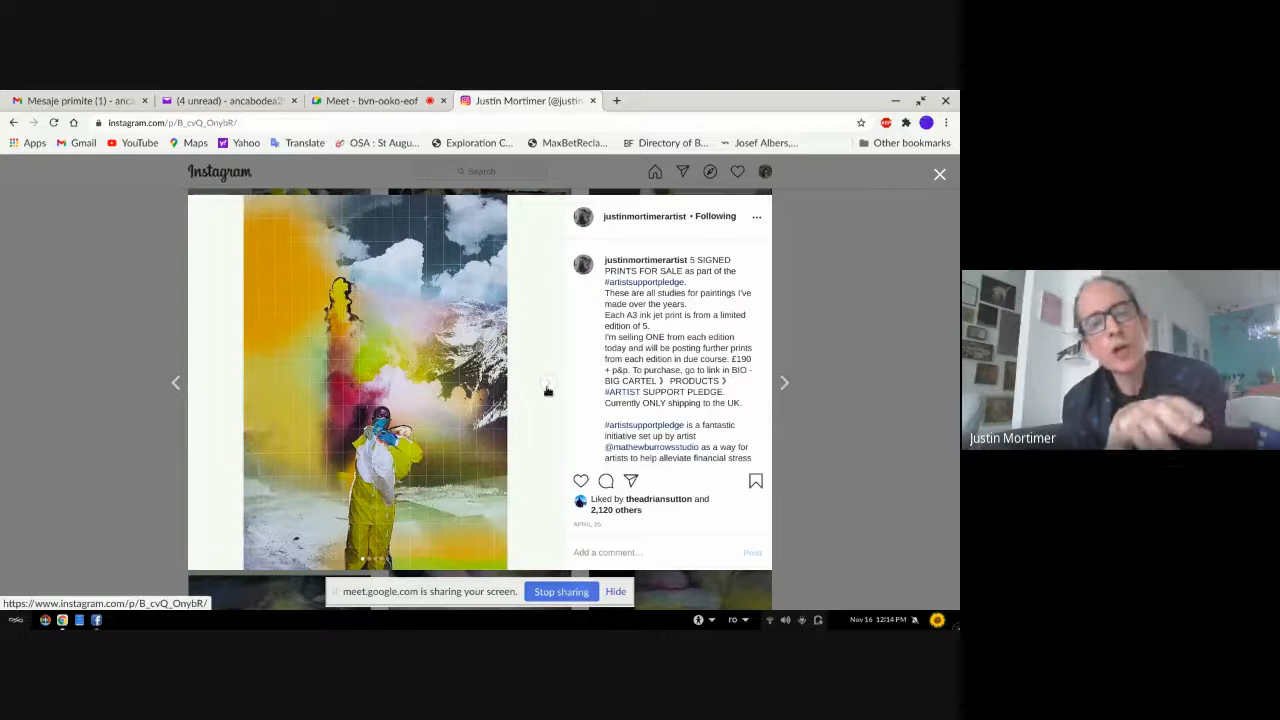 Mesaje primite (1) - anca
(4 unread) - ancabodea2
Meet - bvn-ooko-eof
Justin Mortimer (@justin
instagram.com/p/B_cvQ_OnybR/
ABP
Apps
Gmail
YouTube
Maps
Yahoo
Translate
OSA : St Augu...
Exploration C...
MaxBetRecla...
BF Directory of B...
Josef Albers,...
Other bookmarks
Instagram
Search
justinmortimerartist • Following
justinmortimerartist 5 SIGNED
PRINTS FOR SALE as part of the
#artistsupportpledge.
These are all studies for paintings I've
made over the years.
Each A3 ink jet print is from a limited
edition of 5.
I'm selling ONE from each edition
today and will be posting further prints
from each edition in due course. £190
+ p&p. To purchase, go to link in BIO -
BIG CARTEL 》 PRODUCTS 》
#ARTIST SUPPORT PLEDGE.
Currently ONLY shipping to the UK.
#artistsupportpledge is a fantastic
initiative set up by artist
@mathewburrowsstudio as a way for
artists to help alleviate financial stress
Liked by theadriansutton and
2,120 others
APRIL 26
Add a comment...
Post
Justin Mortimer
meet.google.com is sharing your screen.
Stop sharing
Hide
https://www.instagram.com/p/B_cvQ_OnybR/
ro
Nov 16 12:14 PM